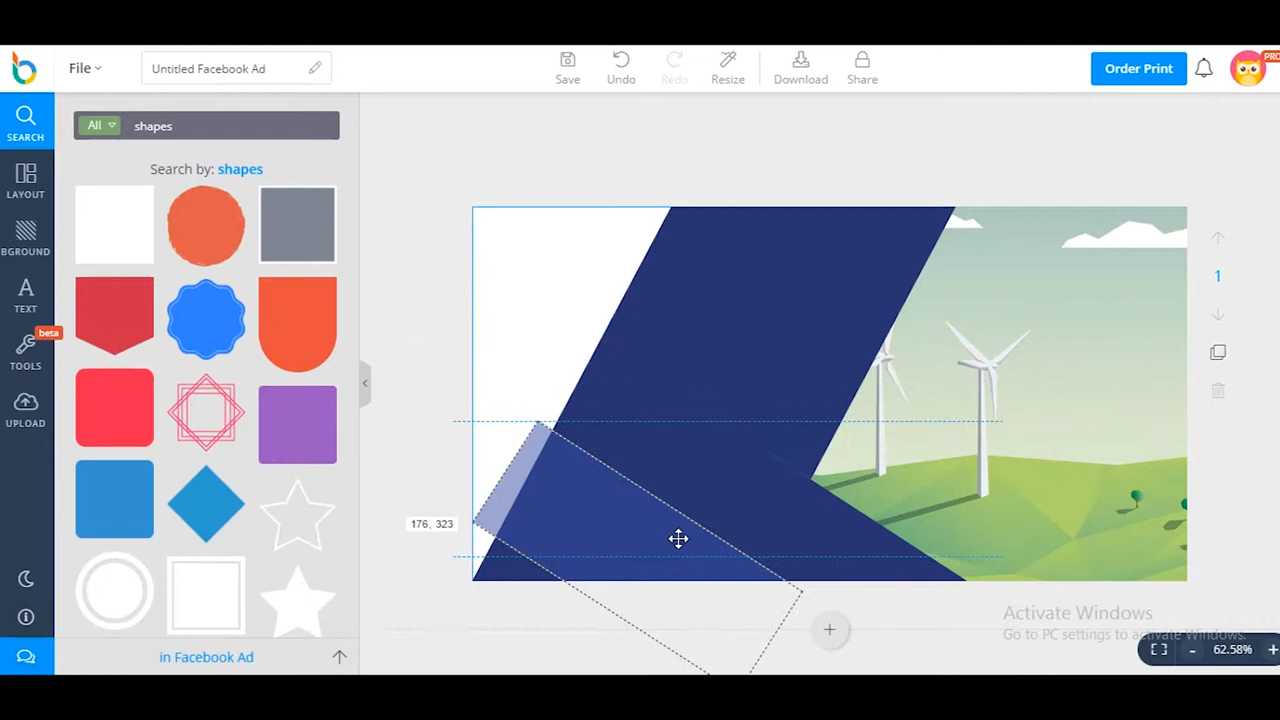 File
Untitled Facebook Ad
Save
Undo
Redo
Resize
Download
Share
Order Print
PRO
SEARCH
LAYOUT
BGROUND
TEXT
beta
TOOLS
UPLOAD
All
shapes
Search by: shapes
in Facebook Ad
176, 323
1
Activate Windows
Go to PC settings to activate Windows.
- 62.58% +